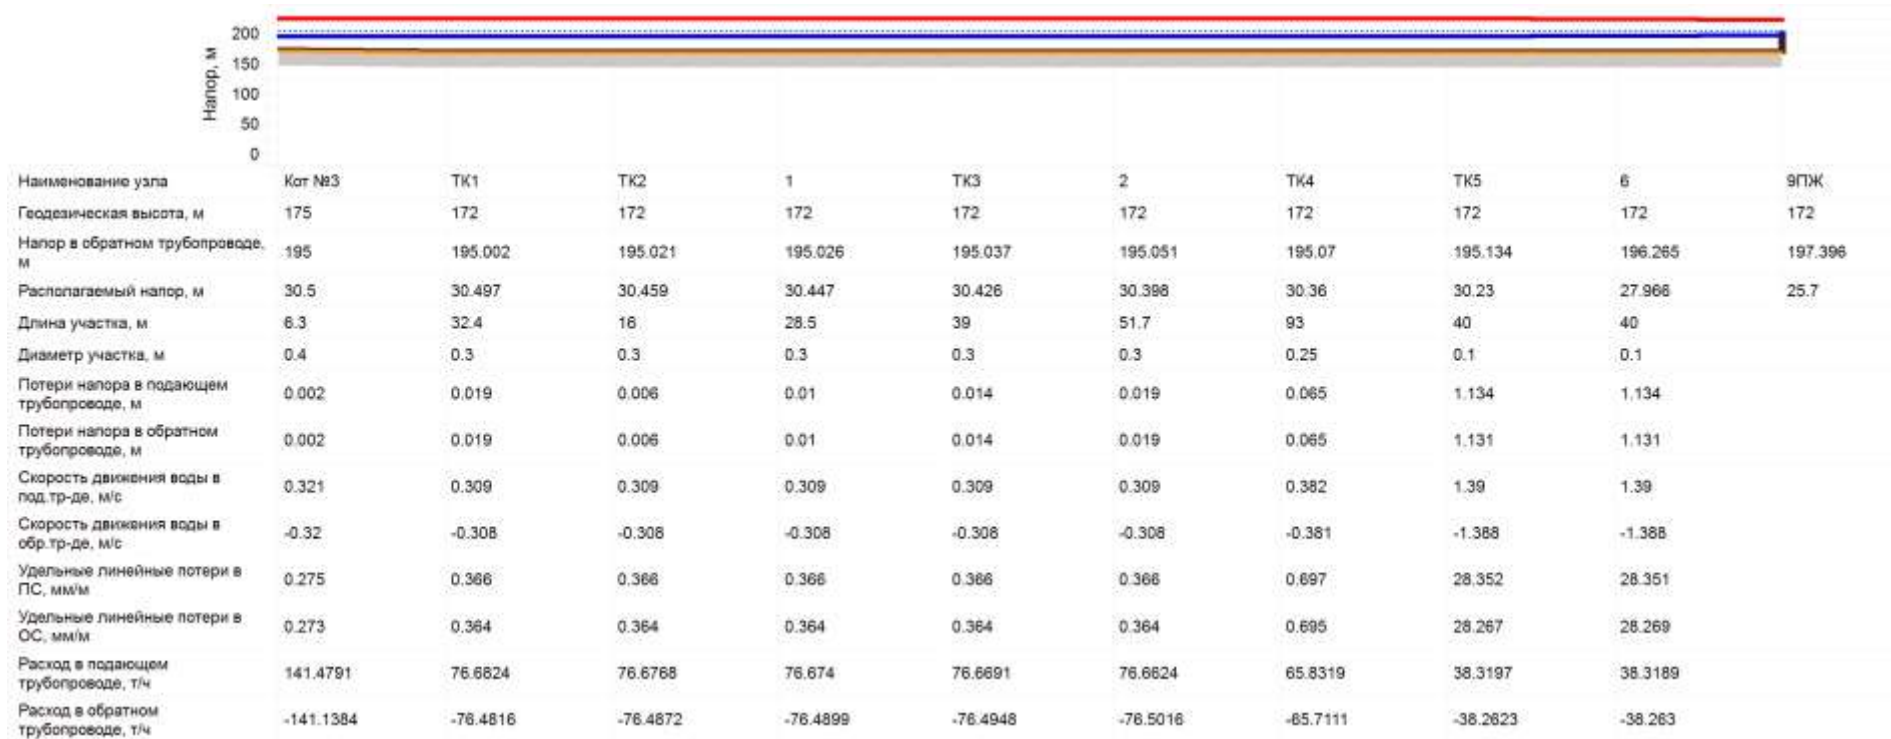 200
150
100
50
0
Напор, м
Наименование узла Кот №3 ТК1 ТК2 1 ТК3 2 ТК4 ТК5 6 9ПЖ
Геодезическая высота, м 175 172 172 172 172 172 172 172 172 172
Напор в обратном трубопроводе,
м 195 195.002 195.021 195.026 195.037 195.051 195.07 195.134 196.265 197.396
Располагаемый напор, м 30.5 30.497 30.459 30.447 30.426 30.398 30.36 30.23 27.966 25.7
Длина участка, м 6.3 32.4 16 28.5 39 51.7 93 40 40
Диаметр участка, м 0.4 0.3 0.3 0.3 0.3 0.3 0.25 0.1 0.1
Потери напора в подающем
трубопроводе, м 0.002 0.019 0.006 0.01 0.014 0.019 0.065 1.134 1.134
Потери напора в обратном
трубопроводе, м 0.002 0.019 0.006 0.01 0.014 0.019 0.065 1.131 1.131
Скорость движения воды в
под.тр-де, м/с 0.321 0.309 0.309 0.309 0.309 0.309 0.382 1.39 1.39
Скорость движения воды в
обр.тр-де, м/с -0.32 -0.308 -0.308 -0.308 -0.308 -0.308 -0.381 -1.388 -1.388
Удельные линейные потери в
ПС, мм/м 0.275 0.366 0.366 0.366 0.366 0.366 0.697 28.352 28.351
Удельные линейные потери в
ОС, мм/м 0.273 0.364 0.364 0.364 0.364 0.364 0.695 28.267 28.269
Расход в подающем
трубопроводе, т/ч 141.4791 76.6824 76.6768 76.674 76.6691 76.6624 65.8319 38.3197 38.3189
Расход в обратном
трубопроводе, т/ч -141.1384 -76.4816 -76.4872 -76.4899 -76.4948 -76.5016 -65.7111 -38.2623 -38.263